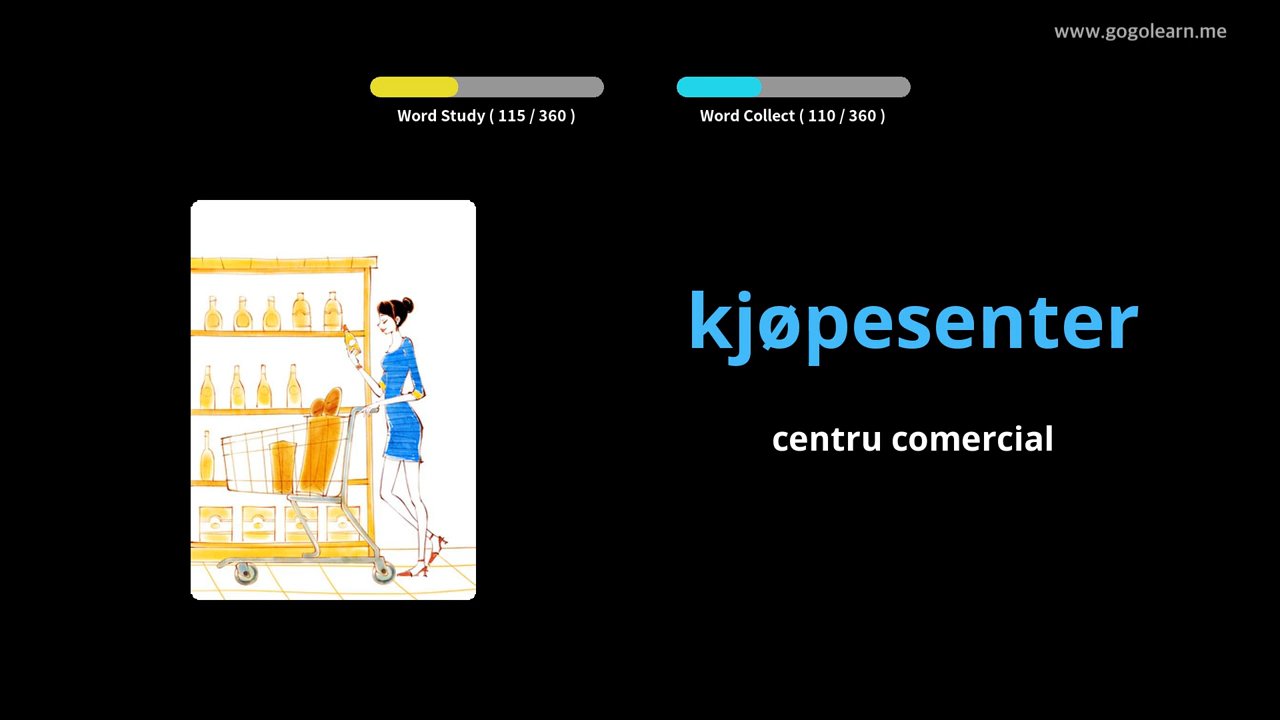 www.gogolearn.me
Word Study ( 115 / 360 )
Word Collect ( 110 / 360 )
kjøpesenter
centru comercial